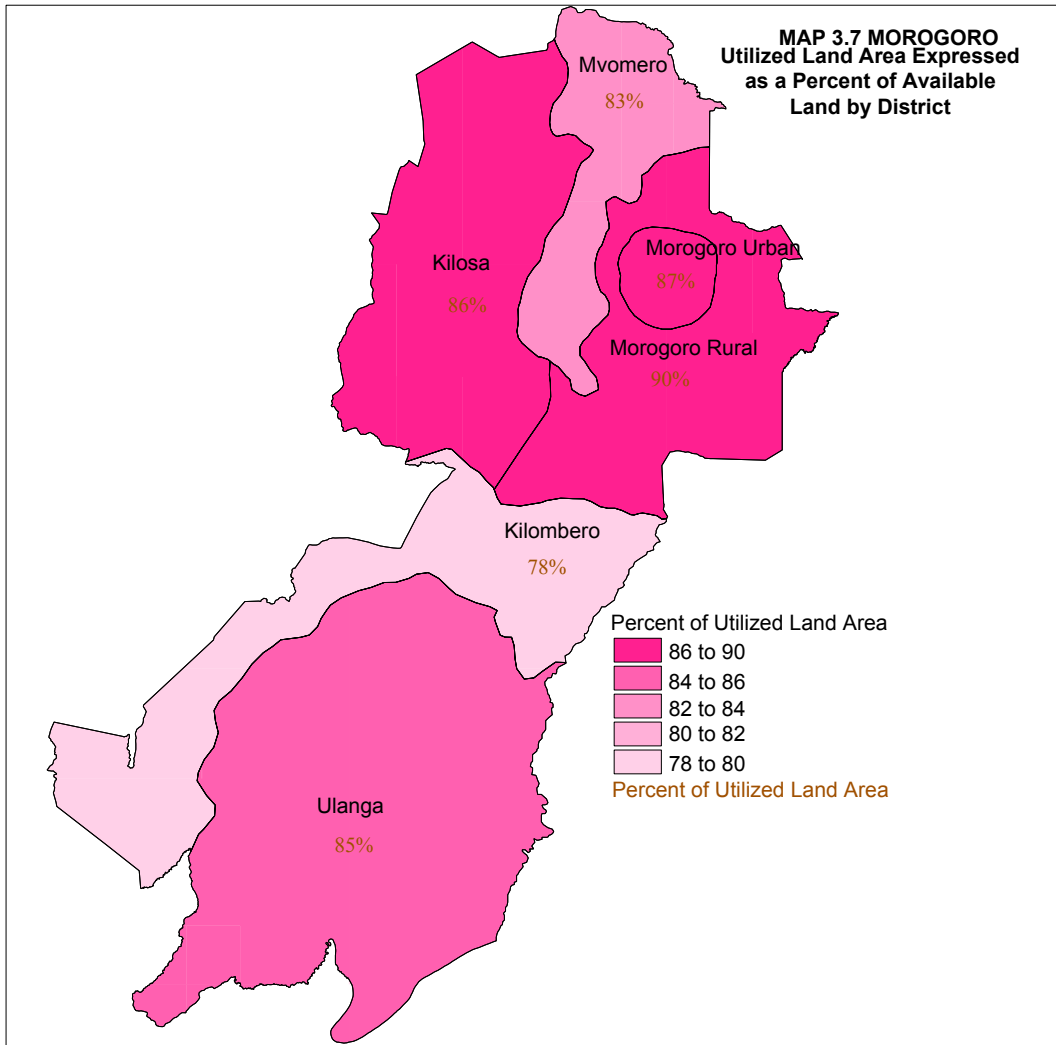 MAP 3.7 MOROGORO
Utilized Land Area Expressed
as a Percent of Available
Land by District
Mvomero
83%
Morogoro Urban
87%
Kilosa
86%
Morogoro Rural
90%
Kilombero
78%
Percent of Utilized Land Area
86 to 90
84 to 86
82 to 84
80 to 82
78 to 80
Percent of Utilized Land Area
Ulanga
85%